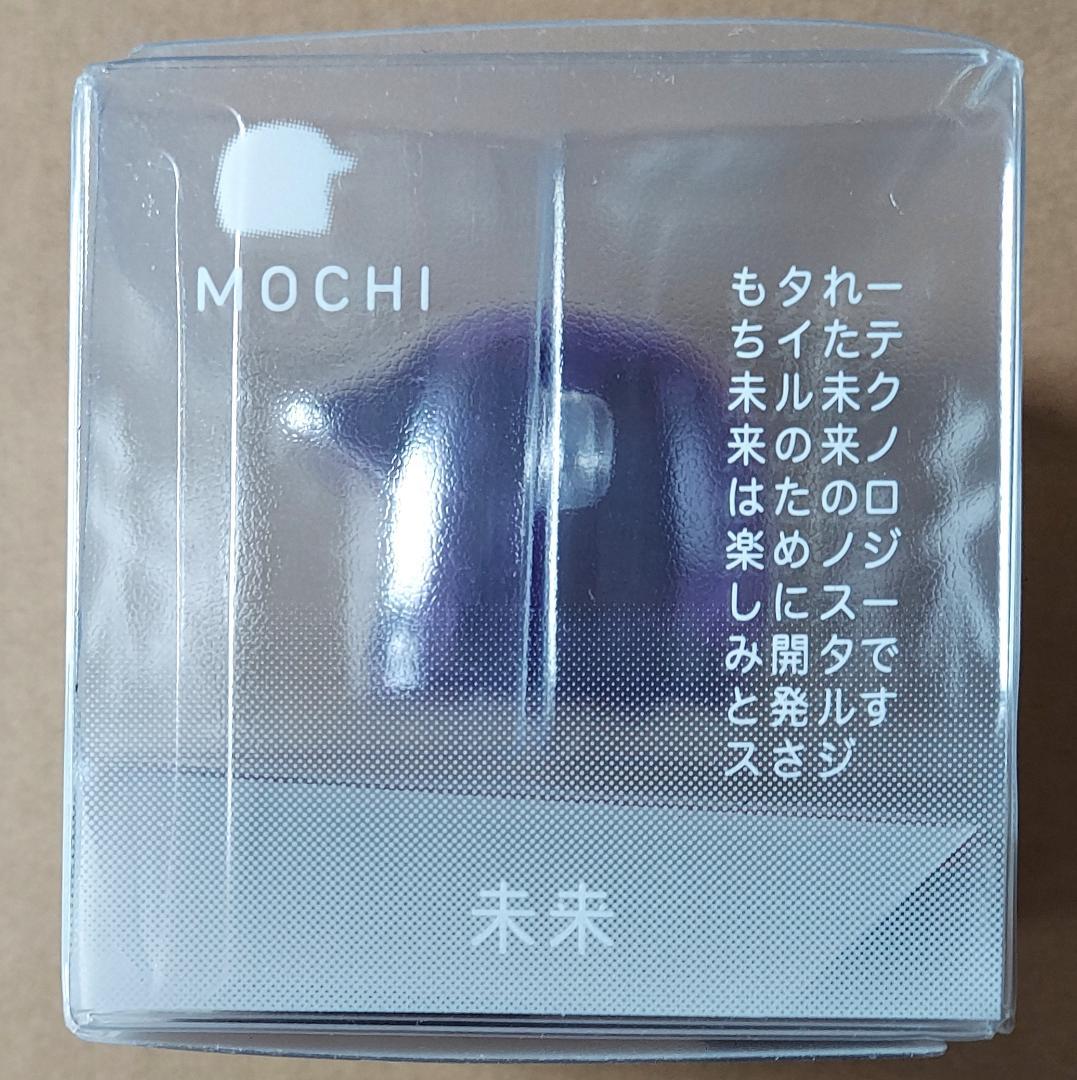 MOCHI
もち未来は楽しみとス
タイルのために開発さ
れた未来のノスタルジ
ーテクノロジーです
未来